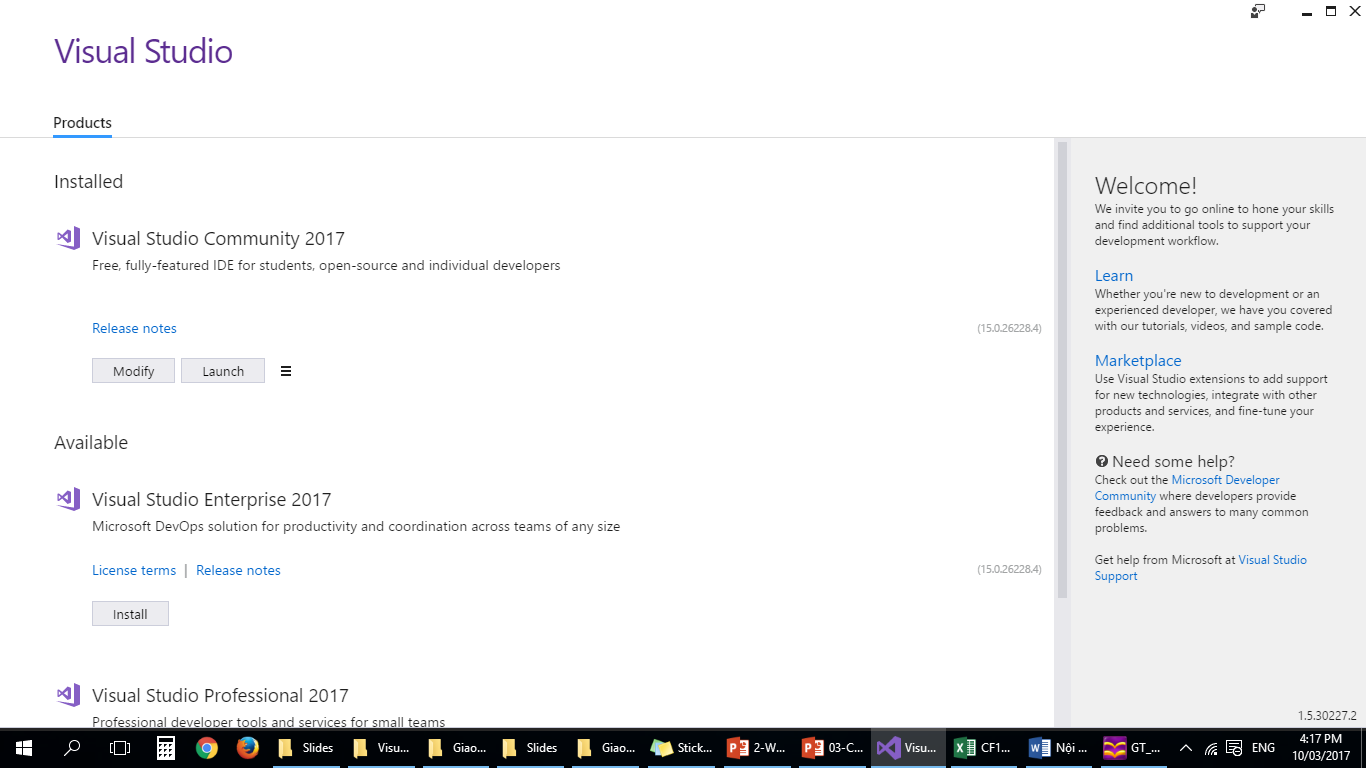 Visual Studio
Products
Installed
Visual Studio Community 2017
Free, fully-featured IDE for students, open-source and individual developers
Release notes
(15.0.26228.4)
Modify
Launch
Available
Visual Studio Enterprise 2017
Microsoft DevOps solution for productivity and coordination across teams of any size
License terms | Release notes
(15.0.26228.4)
Install
Visual Studio Professional 2017
Professional developer tools and services for small teams
Welcome!
We invite you to go online to hone your skills
and find additional tools to support your
development workflow.
Learn
Whether you're new to development or an
experienced developer, we have you covered
with our tutorials, videos, and sample code.
Marketplace
Use Visual Studio extensions to add support
for new technologies, integrate with other
products and services, and fine-tune your
experience.
Need some help?
Check out the Microsoft Developer
Community where developers provide
feedback and answers to many common
problems.
Get help from Microsoft at Visual Studio
Support
1.5.30227.2
Slides
Visu...
Giao...
Slides
Giao...
Stick...
2-W...
03-C...
Visu...
CF1...
Nội ...
GT_...
ENG
4:17 PM
10/03/2017